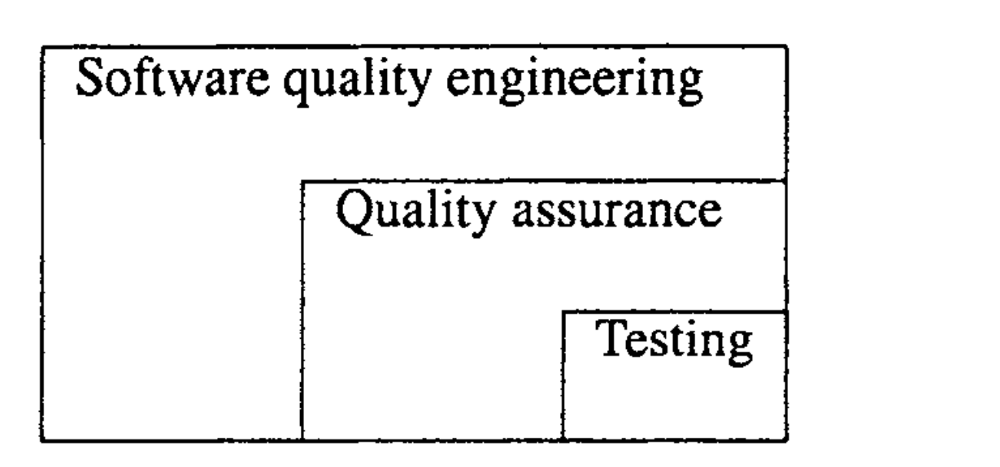 Software quality engineering
Quality assurance
Testing